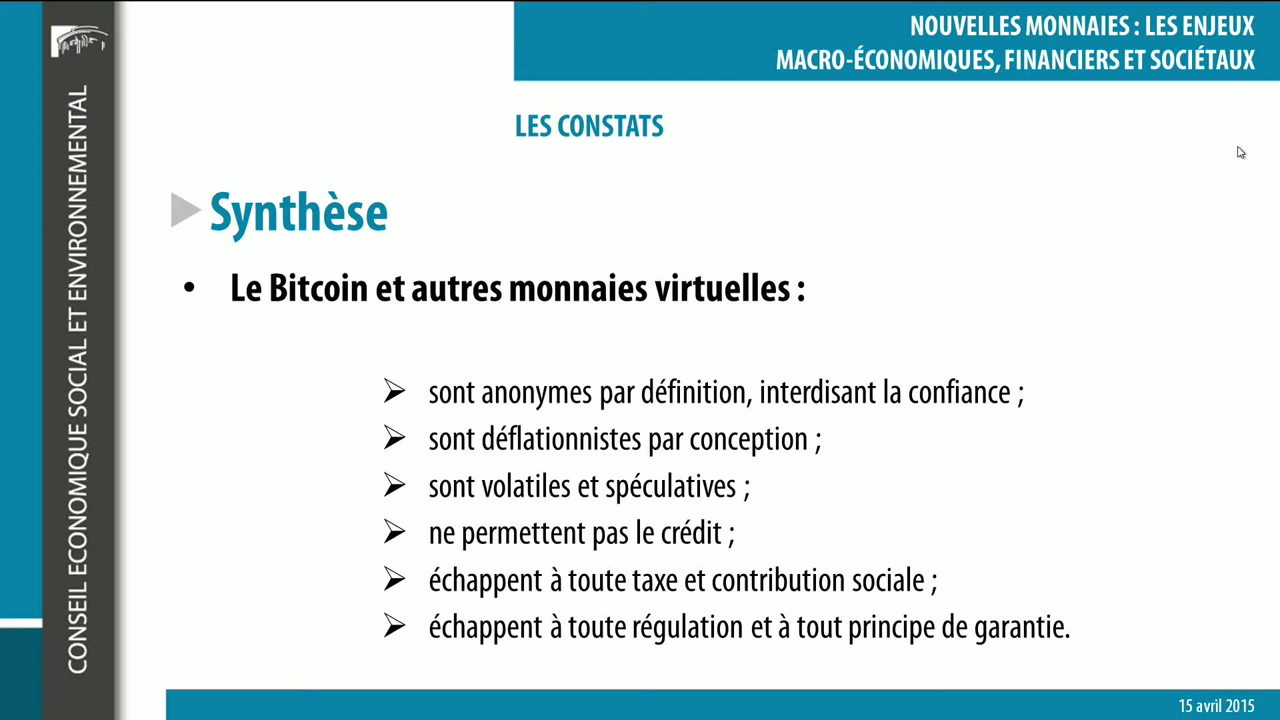 NOUVELLES MONNAIES : LES ENJEUX
MACRO-ÉCONOMIQUES, FINANCIERS ET SOCIÉTAUX
CONSEIL ECONOMIQUE SOCIAL ET ENVIRONNEMENTAL
LES CONSTATS
Synthèse
• Le Bitcoin et autres monnaies virtuelles :
➢ sont anonymes par définition, interdisant la confiance ;
➢ sont déflationnistes par conception ;
➢ sont volatiles et spéculatives ;
➢ ne permettent pas le crédit ;
➢ échappent à toute taxe et contribution sociale ;
➢ échappent à toute régulation et à tout principe de garantie.
15 avril 2015